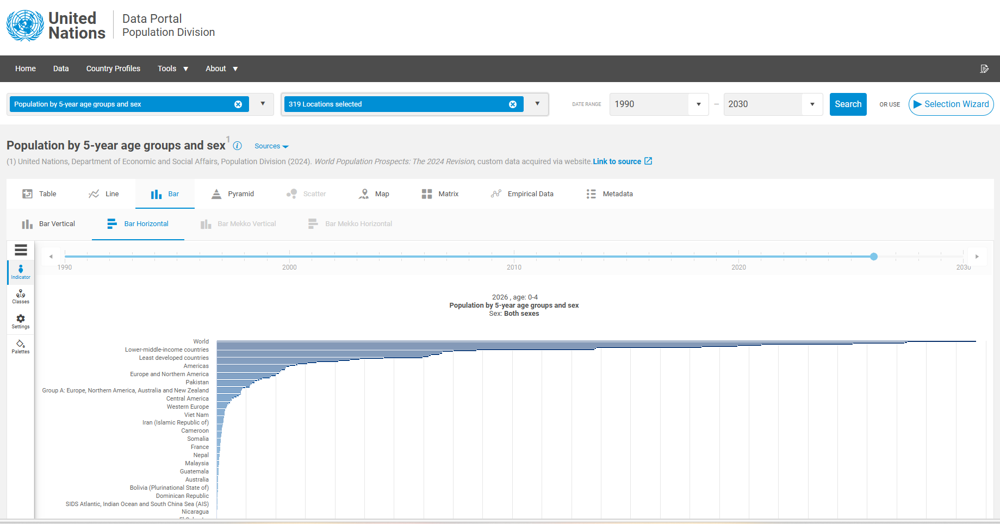 United
Nations
Data Portal
Population Division
Home Data Country Profiles Tools About
Population by 5-year age groups and sex 319 Locations selected DATE RANGE 1990 – 2030 Search OR USE Selection Wizard
Population by 5-year age groups and sex 1 i Sources
(1) United Nations, Department of Economic and Social Affairs, Population Division (2024). World Population Prospects: The 2024 Revision, custom data acquired via website.Link to source
Table Line Bar Pyramid Scatter Map Matrix Empirical Data Metadata
Bar Vertical Bar Horizontal Bar Mekko Vertical Bar Mekko Horizontal
1990 2000 2010 2020 2030
Indicator
Classes
Settings
Palettes
2026 , age: 0-4
Population by 5-year age groups and sex
Sex: Both sexes
World
Lower-middle-income countries
Least developed countries
Americas
Europe and Northern America
Pakistan
Group A: Europe, Northern America, Australia and New Zealand
Central America
Western Europe
Viet Nam
Iran (Islamic Republic of)
Cameroon
Somalia
France
Nepal
Malaysia
Guatemala
Australia
Bolivia (Plurinational State of)
Dominican Republic
SIDS Atlantic, Indian Ocean and South China Sea (AIS)
Nicaragua